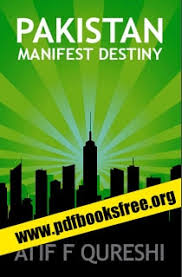 PAKISTAN
MANIFEST DESTINY
www.pdfbooksfree.org
ATIF F QURESHI